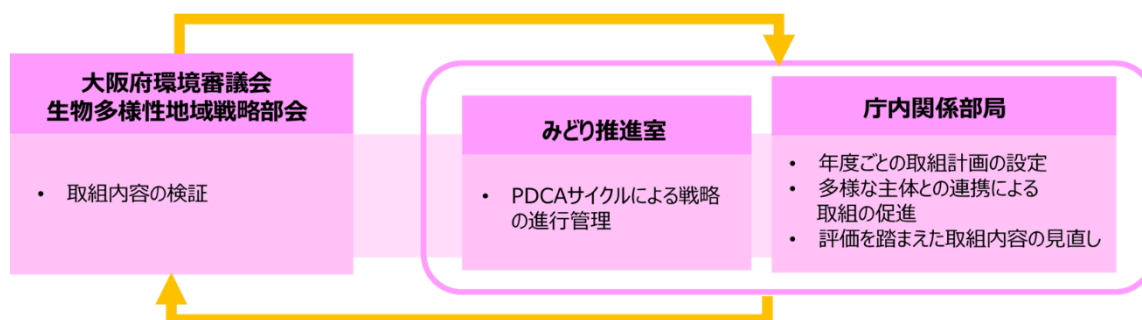 大阪府環境審議会
生物多様性地域戦略部会
• 取組内容の検証
みどり推進室
• PDCAサイクルによる戦略
の進行管理
庁内関係部局
• 年度ごとの取組計画の設定
• 多様な主体との連携による
取組の促進
• 評価を踏まえた取組内容の見直し